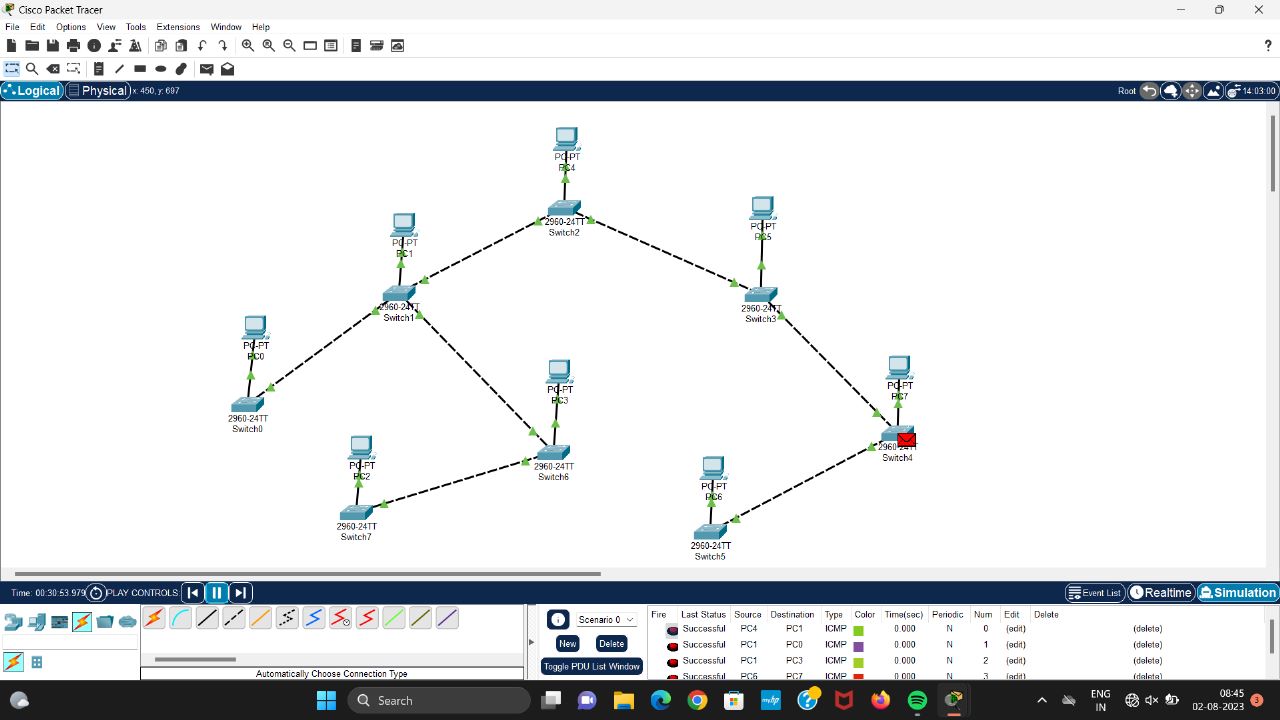 Cisco Packet Tracer
File Edit Options View Tools Extensions Window Help
?
Logical Physical x: 450, y: 697 Root 14:03:00
PC-PT
PC4
2960-24TT
Switch2
PC-PT
PC1
2960-24TT
Switch1
PC-PT
PC5
2960-24TT
Switch3
PC-PT
PC0
2960-24TT
Switch0
PC-PT
PC3
2960-24TT
Switch6
PC-PT
PC7
2960-24TT
Switch4
PC-PT
PC2
2960-24TT
Switch7
PC-PT
PC6
2960-24TT
Switch5
Time: 00:30:53.979 PLAY CONTROLS: Event List Realtime Simulation
Automatically Choose Connection Type
Scenario 0
New Delete
Toggle PDU List Window
Fire Last Status Source Destination Type Color Time(sec) Periodic Num Edit Delete
Successful PC4 PC1 ICMP 0.000 N 0 (edit) (delete)
Successful PC1 PC0 ICMP 0.000 N 1 (edit) (delete)
Successful PC1 PC3 ICMP 0.000 N 2 (edit) (delete)
Successful PC6 PC7 ICMP 0.000 N 3 (edit) (delete)
Search
ENG
IN
08:45
02-08-2023
3